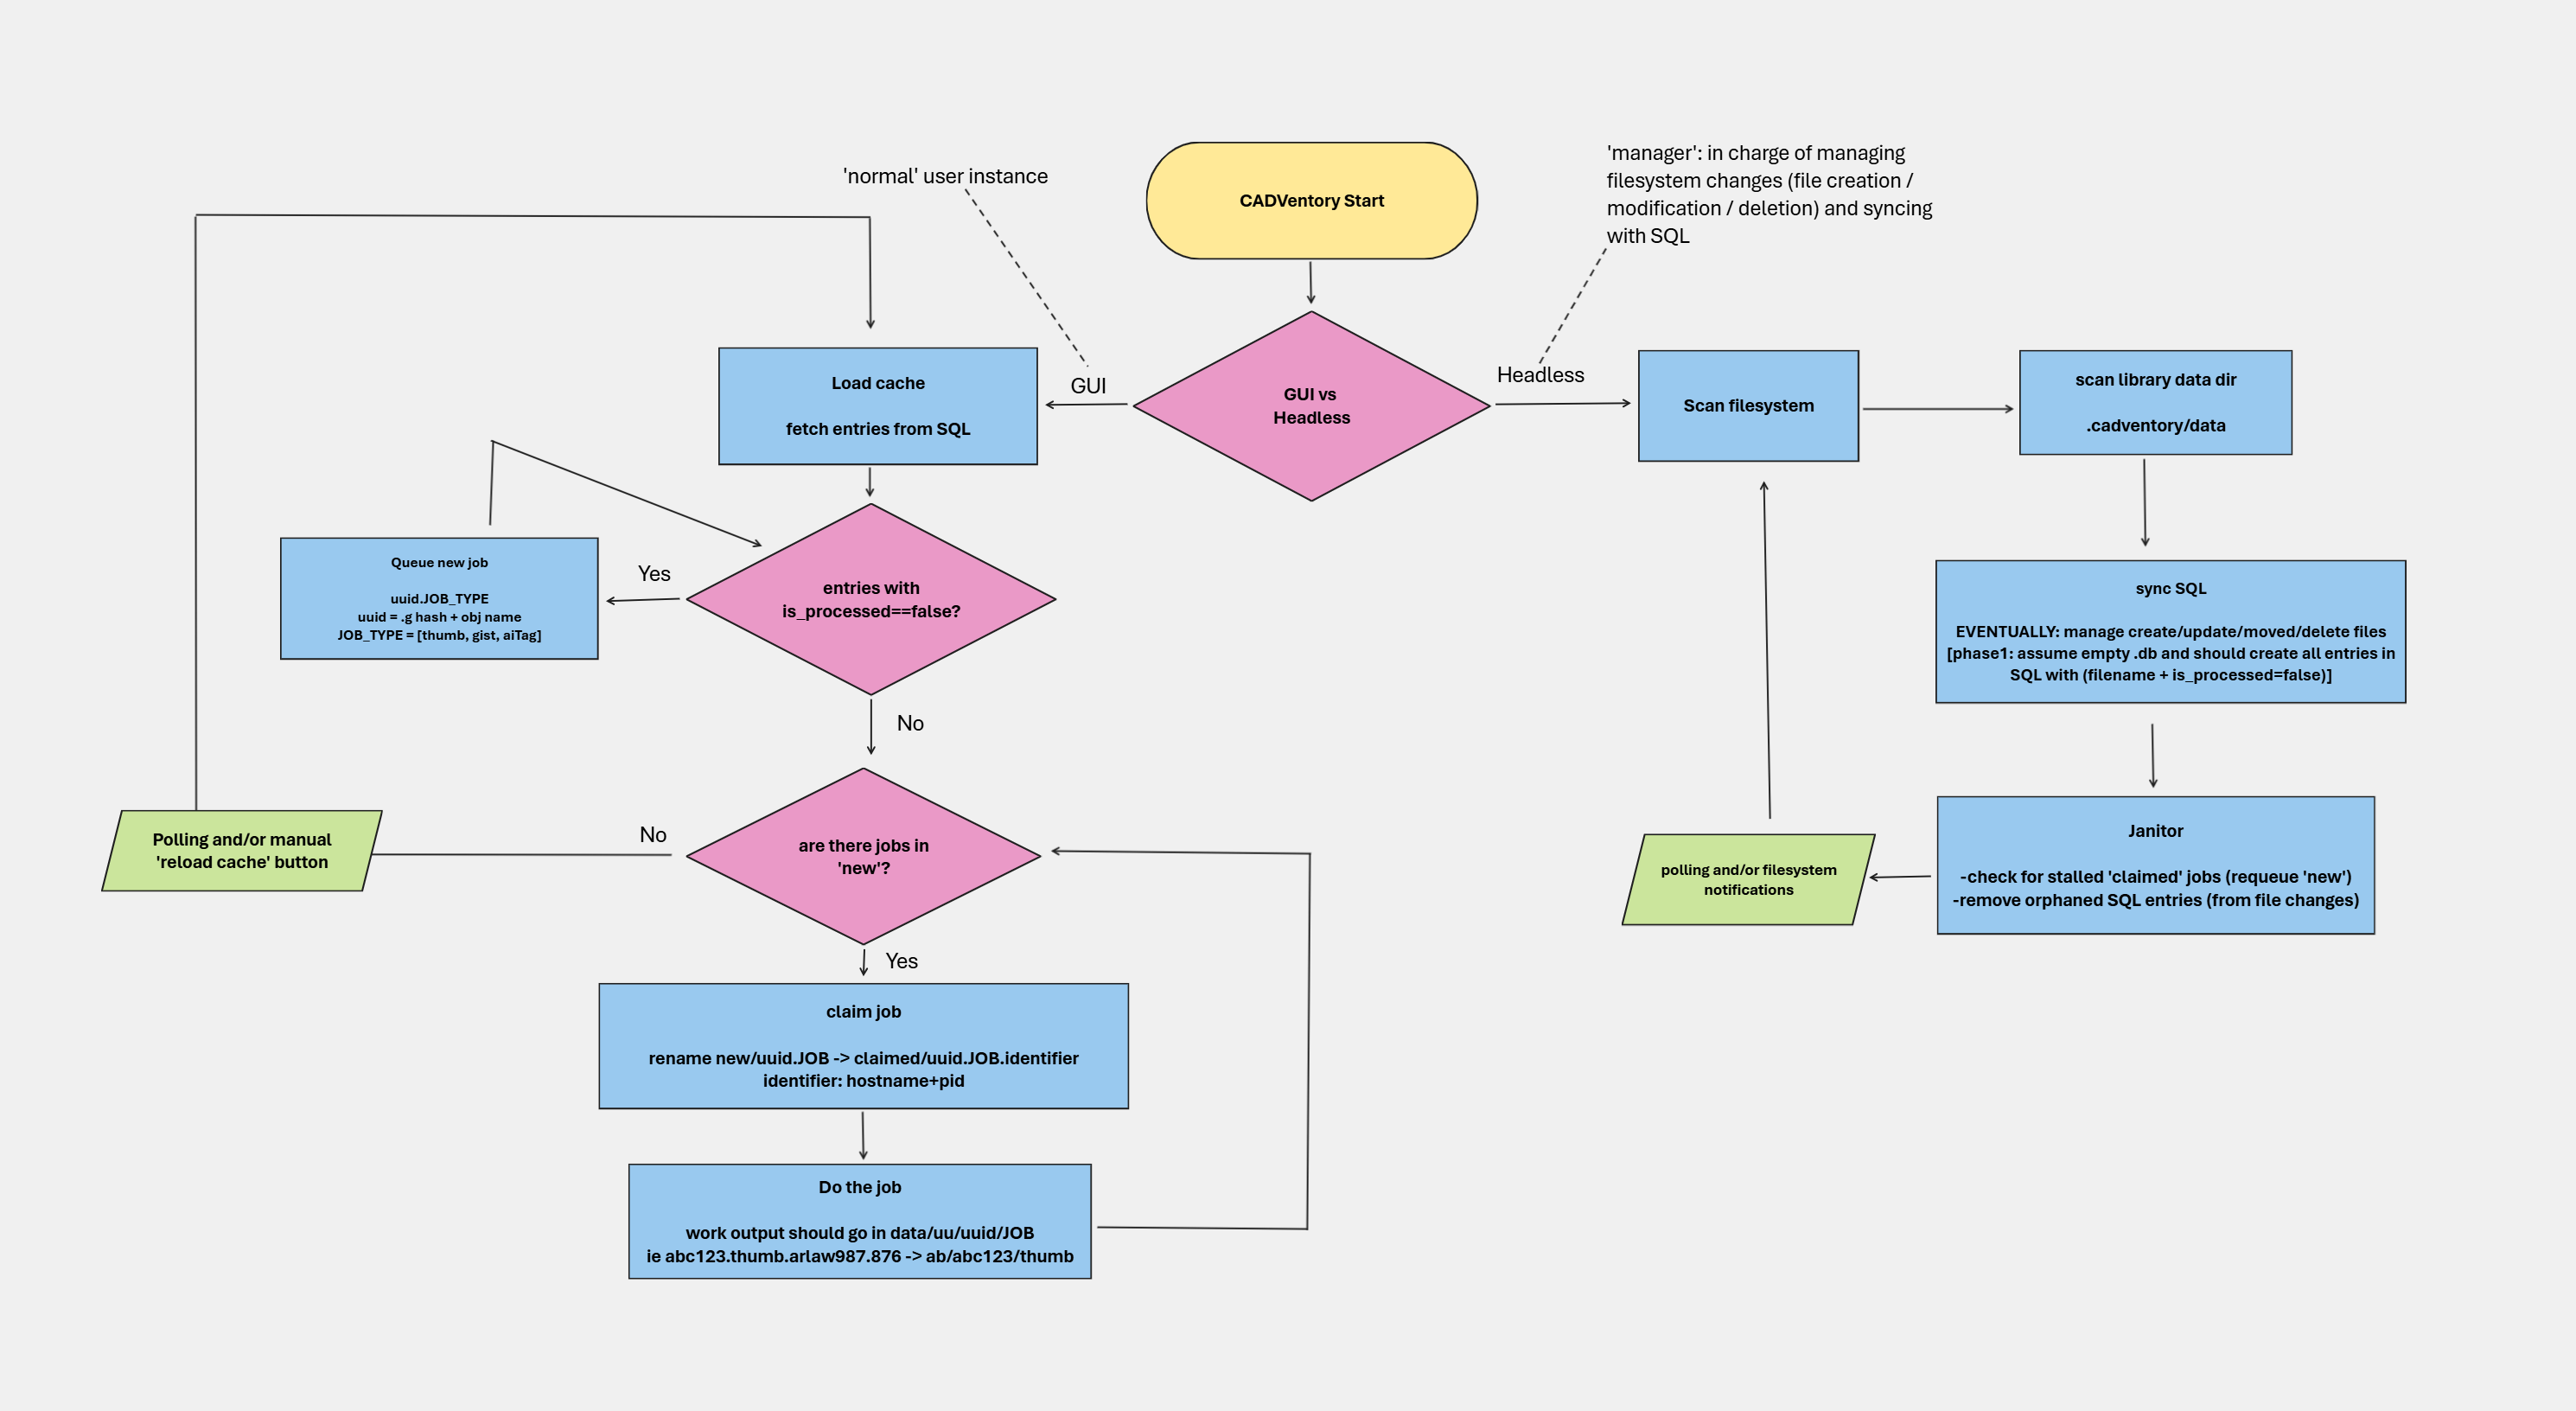 'normal' user instance
CADVentory Start
'manager': in charge of managing
filesystem changes (file creation /
modification / deletion) and syncing
with SQL
Load cache
fetch entries from SQL
GUI
GUI vs
Headless
Headless
Scan filesystem
scan library data dir
.cadventory/data
Queue new job
uuid.JOB_TYPE
uuid = .g hash + obj name
JOB_TYPE = [thumb, gist, aiTag]
Yes
entries with
is_processed==false?
sync SQL
EVENTUALLY: manage create/update/moved/delete files
[phase1: assume empty .db and should create all entries in
SQL with (filename + is_processed=false)]
No
Polling and/or manual
'reload cache' button
No
are there jobs in
'new'?
polling and/or filesystem
notifications
Janitor
-check for stalled 'claimed' jobs (requeue 'new')
-remove orphaned SQL entries (from file changes)
Yes
claim job
rename new/uuid.JOB -> claimed/uuid.JOB.identifier
identifier: hostname+pid
Do the job
work output should go in data/uu/uuid/JOB
ie abc123.thumb.arlaw987.876 -> ab/abc123/thumb